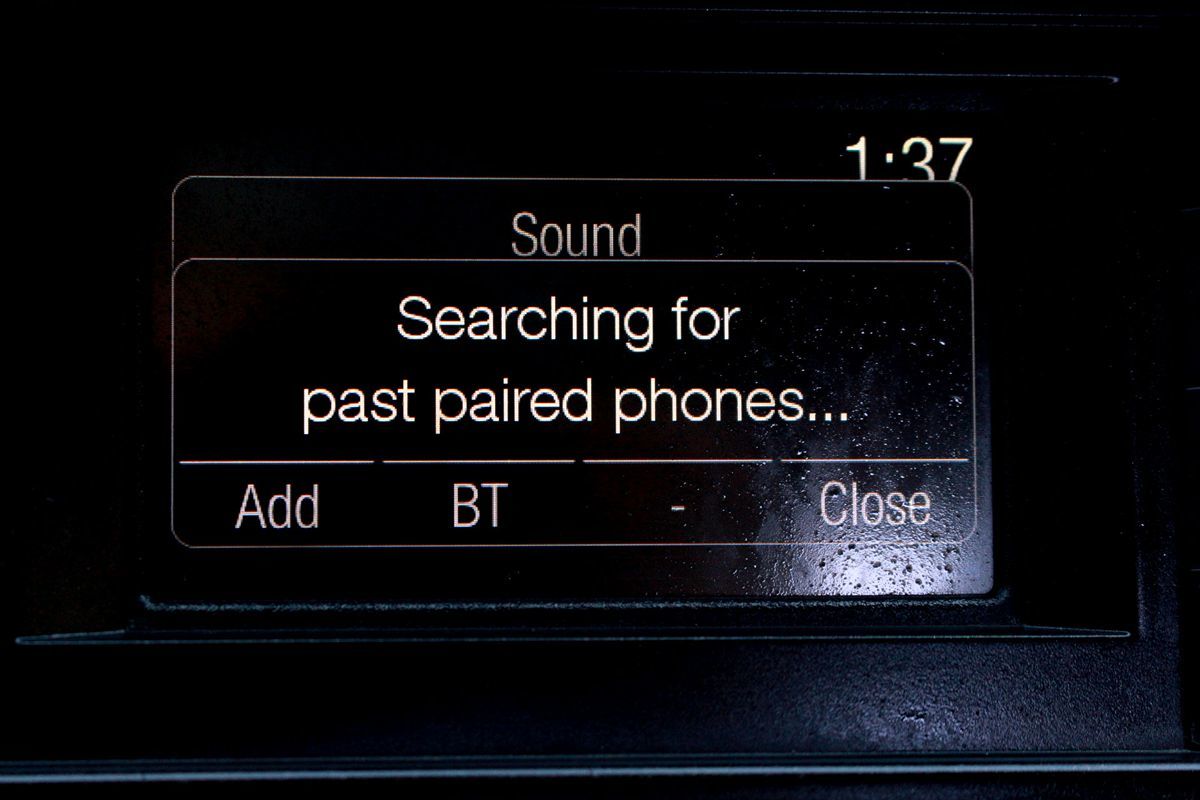 1:37
Sound
Searching for
past paired phones...
Add BT - Close